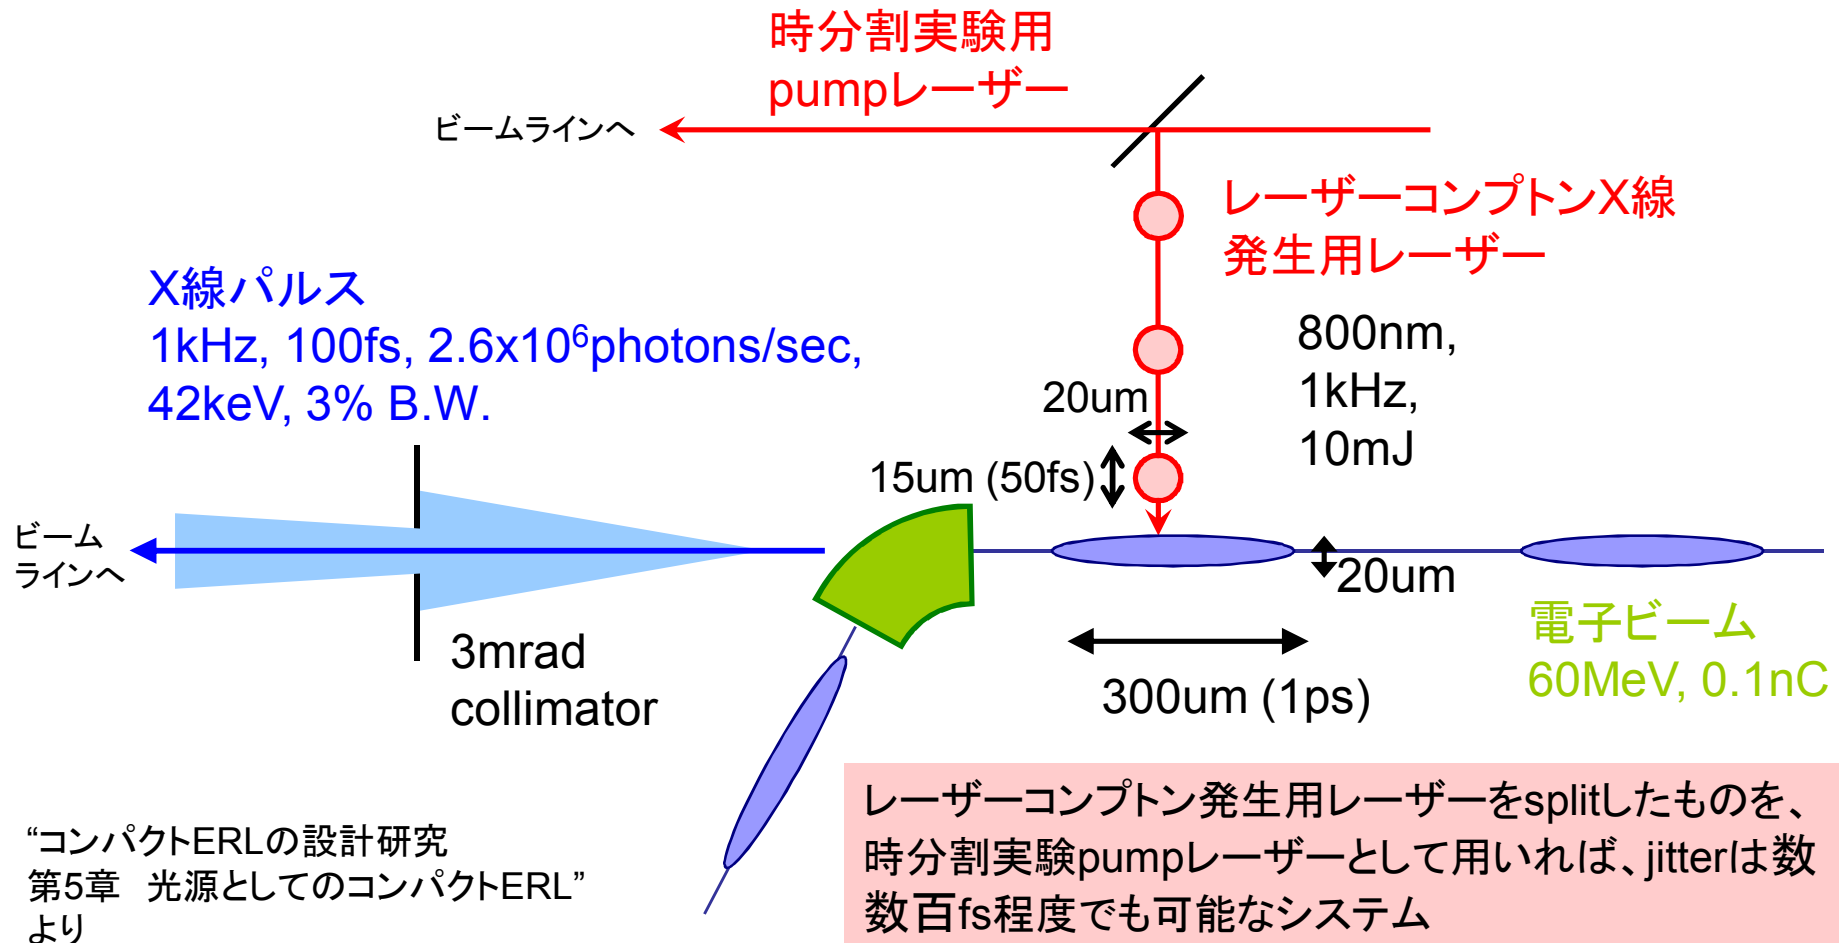 時分割実験用
pumpレーザー
ビームラインへ
レーザーコンプトンX線
発生用レーザー
X線パルス
1kHz, 100fs, 2.6x10⁶photons/sec,
42keV, 3% B.W.
800nm,
1kHz,
10mJ
20um
15um (50fs)
ビーム
ラインへ
20um
3mrad
collimator
300um (1ps)
電子ビーム
60MeV, 0.1nC
“コンパクトERLの設計研究
第5章　光源としてのコンパクトERL”
より
レーザーコンプトン発生用レーザーをsplitしたものを、
時分割実験pumpレーザーとして用いれば、jitterは数
数百fs程度でも可能なシステム